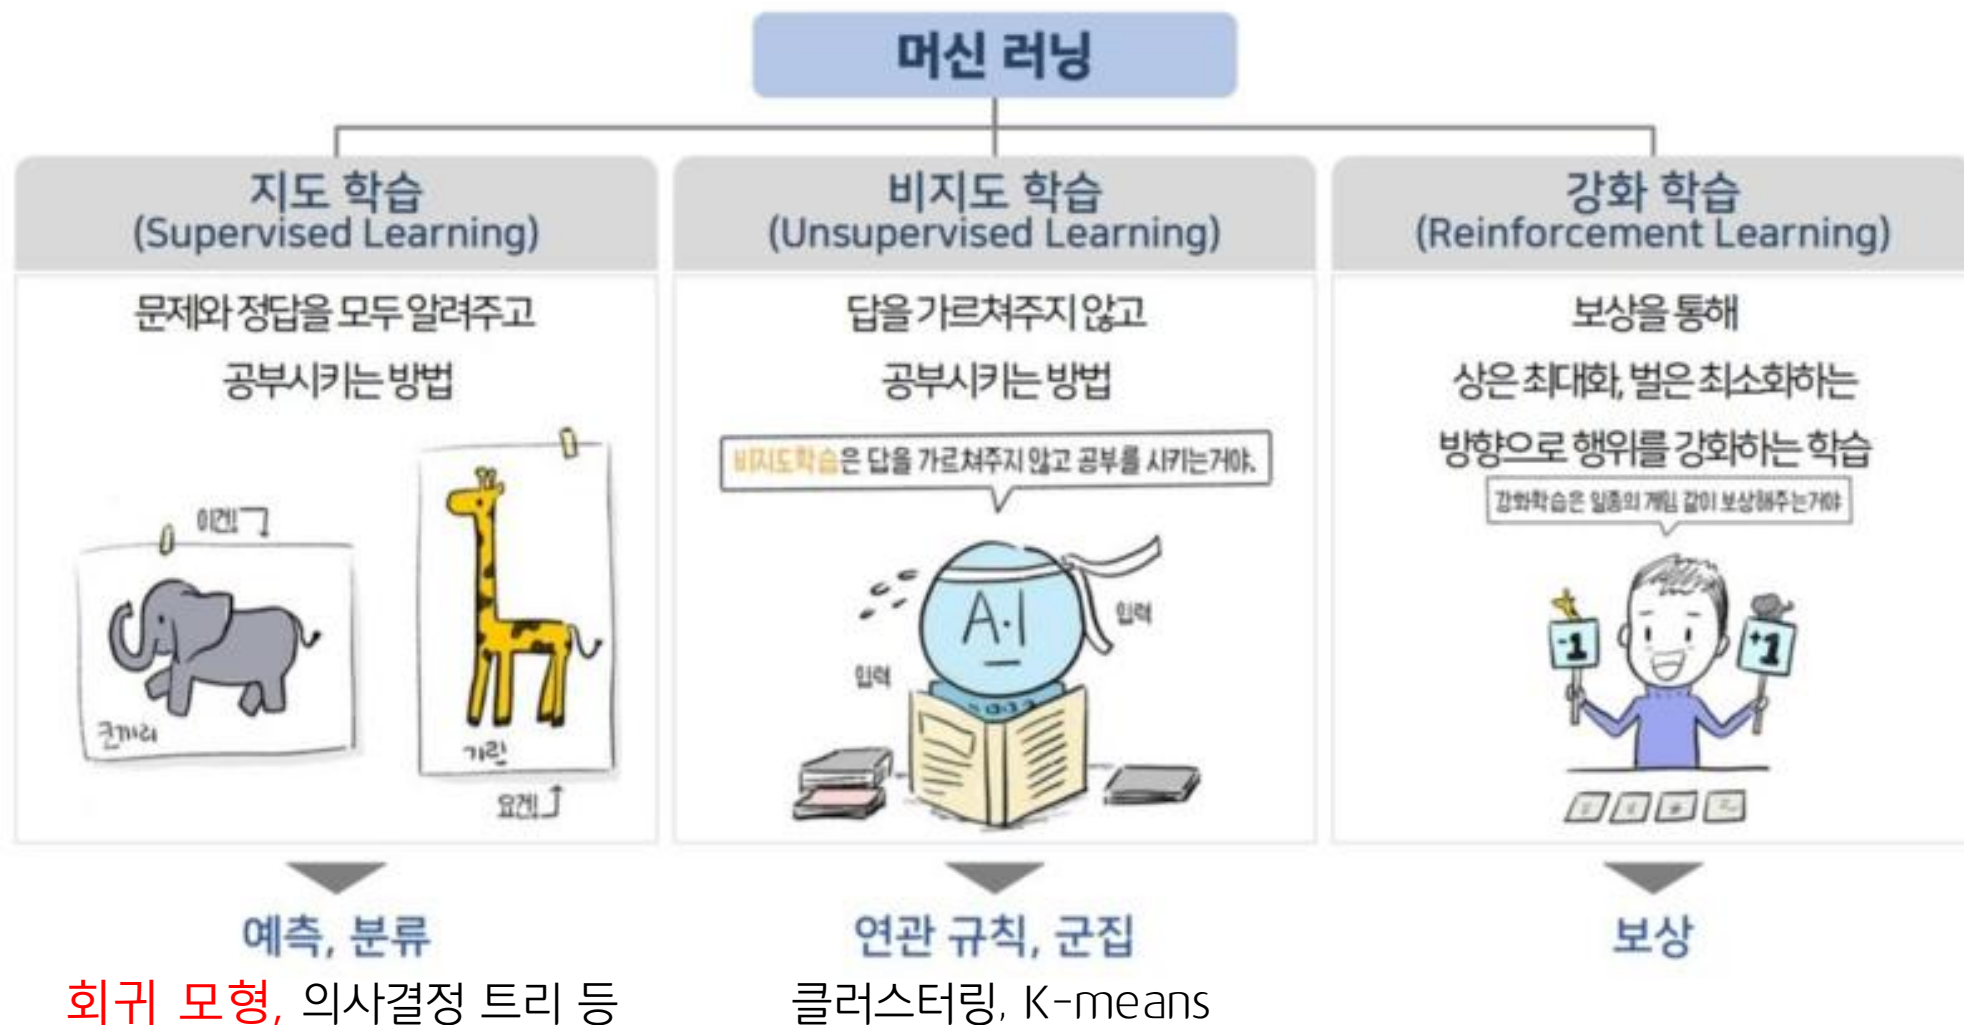 머신 러닝
지도 학습
(Supervised Learning)
문제와 정답을 모두 알려주고
공부시키는 방법
이건!
코끼리
기린
요건!
예측, 분류
회귀 모형, 의사결정 트리 등
비지도 학습
(Unsupervised Learning)
답을 가르쳐주지 않고
공부시키는 방법
비지도학습은 답을 가르쳐주지 않고 공부를 시키는거야.
A.I
입력
입력
연관 규칙, 군집
클러스터링, K-means
강화 학습
(Reinforcement Learning)
보상을 통해
상은 최대화, 벌은 최소화하는
방향으로 행위를 강화하는 학습
강화학습은 일종의 게임 같이 보상해주는거야
-1
+1
보상